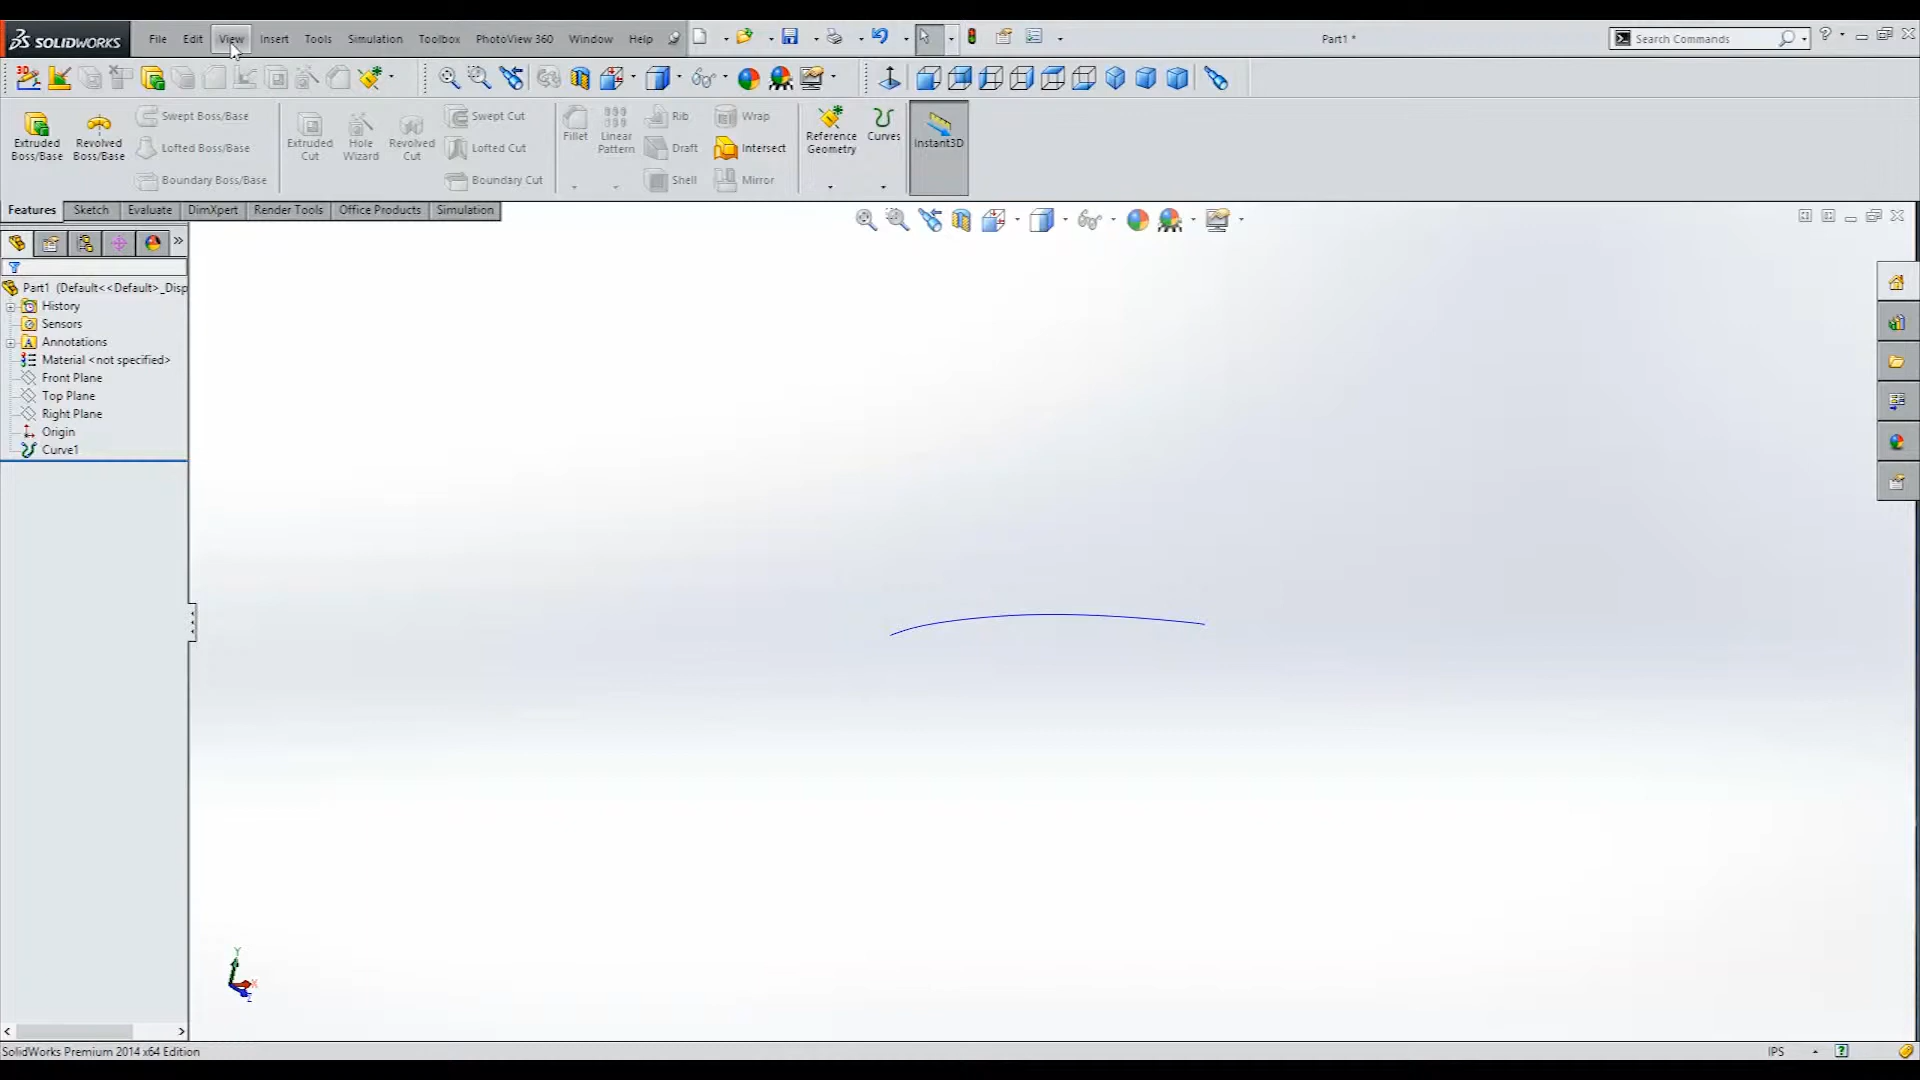 SOLIDWORKS File Edit View Insert Tools Simulation Toolbox PhotoView 360 Window Help Part1 * Search Commands ?
3D
Extruded Boss/Base
Revolved Boss/Base
Swept Boss/Base
Lofted Boss/Base
Boundary Boss/Base
Extruded Cut
Hole Wizard
Revolved Cut
Swept Cut
Lofted Cut
Boundary Cut
Fillet
Linear Pattern
Rib
Draft
Shell
Wrap
Intersect
Mirror
Reference Geometry
Curves
Instant3D
Features Sketch Evaluate DimXpert Render Tools Office Products Simulation
Part1 (Default<<Default>_Disp
History
Sensors
A Annotations
Material <not specified>
Front Plane
Top Plane
Right Plane
Origin
Curve1
Y
X
Z
SolidWorks Premium 2014 x64 Edition IPS ?